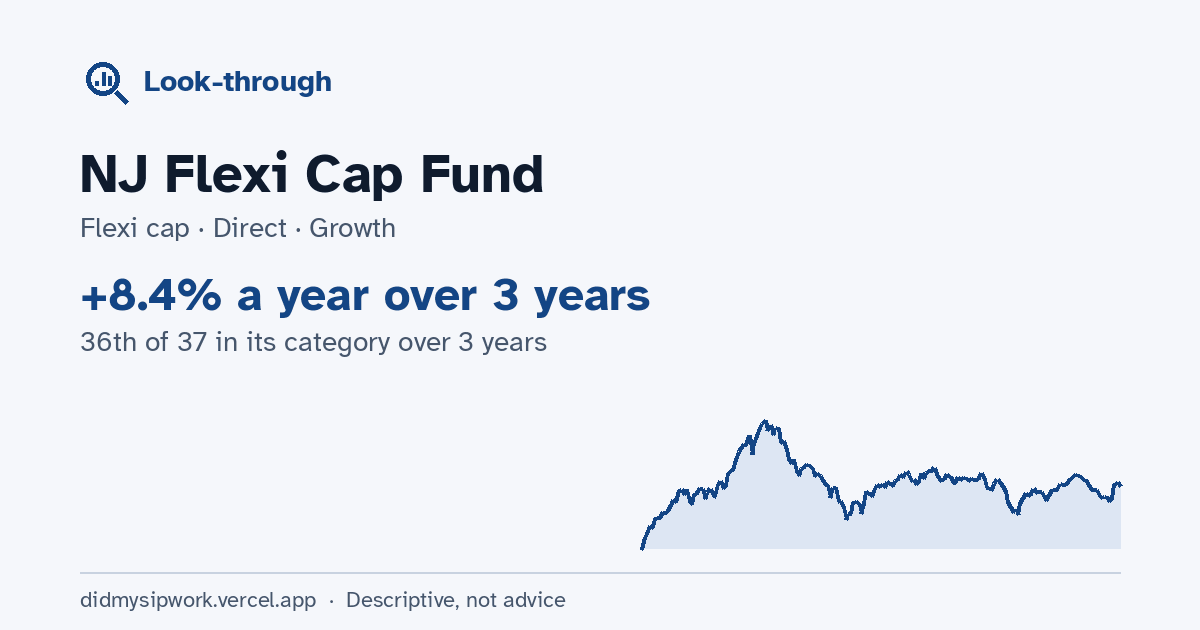 Look-through
NJ Flexi Cap Fund
Flexi cap · Direct · Growth
+8.4% a year over 3 years
36th of 37 in its category over 3 years
didmysipwork.vercel.app · Descriptive, not advice